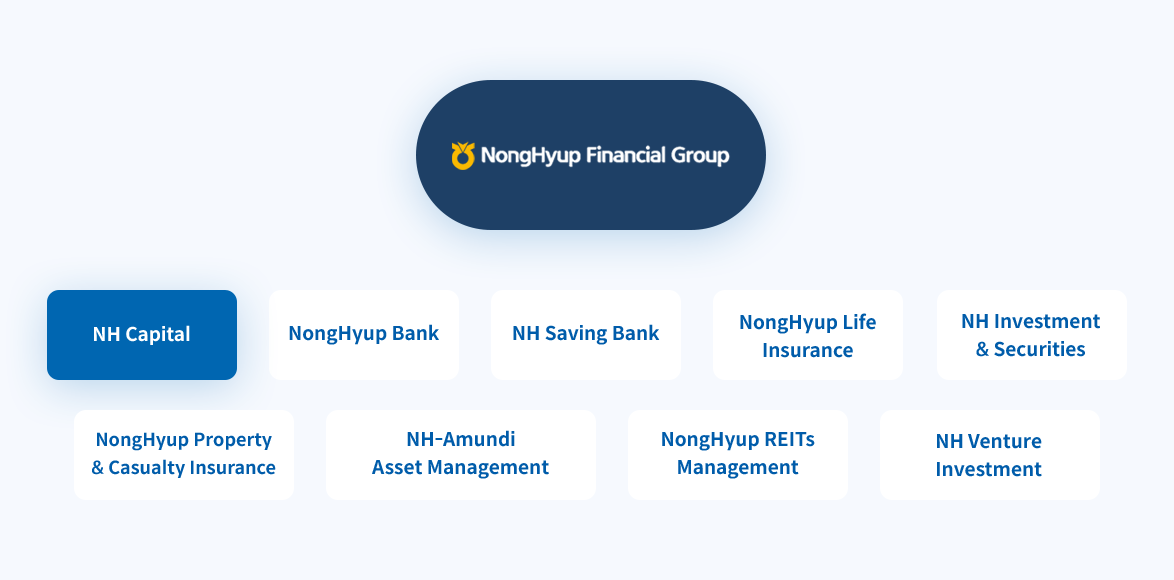 NongHyup Financial Group
NH Capital
NongHyup Bank
NH Saving Bank
NongHyup Life
Insurance
NH Investment
& Securities
NongHyup Property
& Casualty Insurance
NH-Amundi
Asset Management
NongHyup REITs
Management
NH Venture
Investment